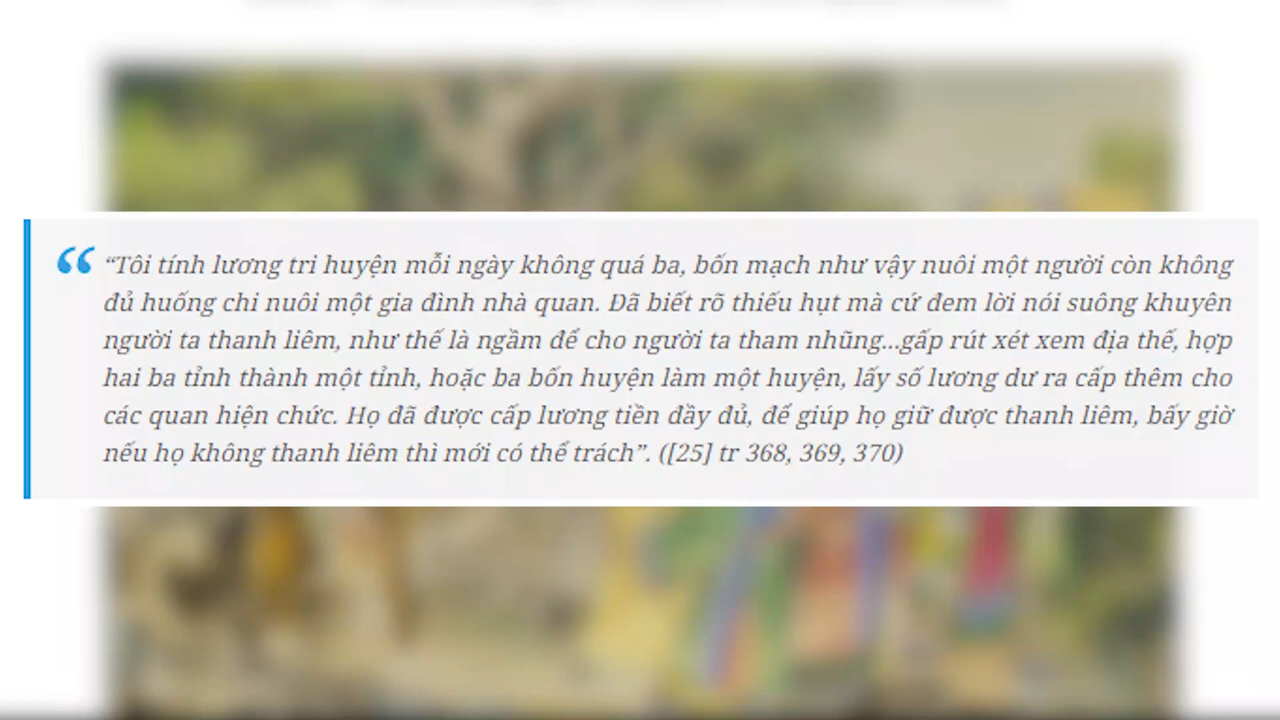 “Tôi tính lương tri huyện mỗi ngày không quá ba, bốn mạch như vậy nuôi một người còn không
đủ huống chi nuôi một gia đình nhà quan. Đã biết rõ thiếu hụt mà cứ đem lời nói suông khuyên
người ta thanh liêm, như thế là ngầm để cho người ta tham nhũng...gấp rút xét xem địa thế, hợp
hai ba tỉnh thành một tỉnh, hoặc ba bốn huyện làm một huyện, lấy số lương dư ra cấp thêm cho
các quan hiện chức. Họ đã được cấp lương tiền đầy đủ, để giúp họ giữ được thanh liêm, bấy giờ
nếu họ không thanh liêm thì mới có thể trách”. ([25] tr 368, 369, 370)